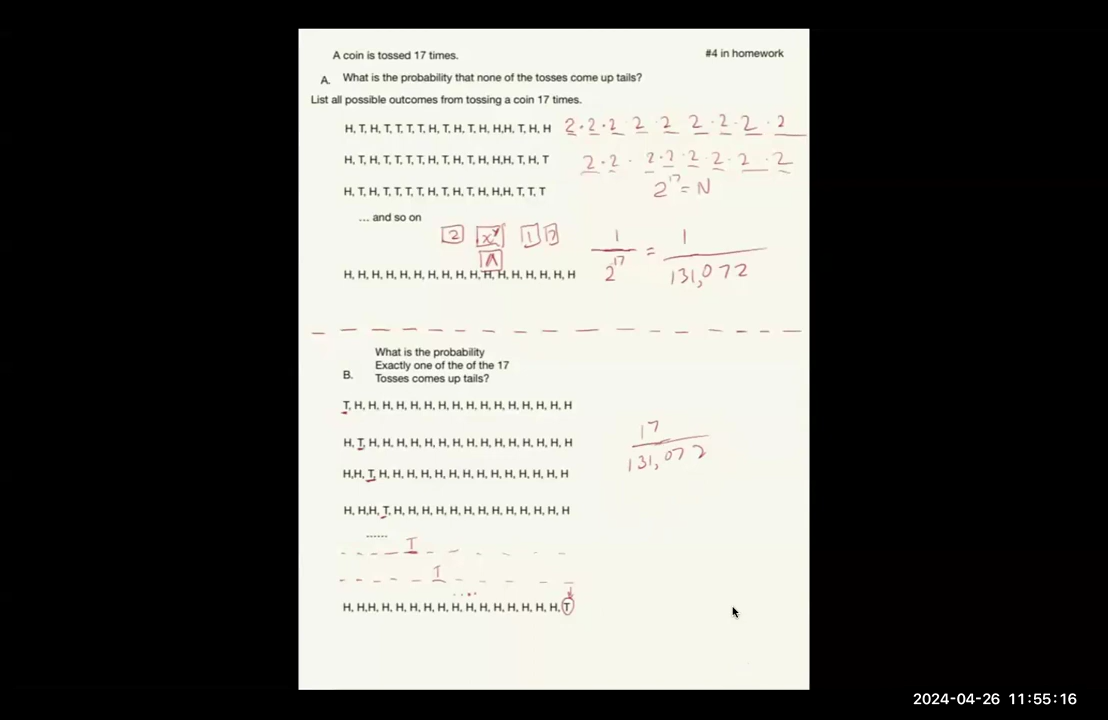 A coin is tossed 17 times.
#4 in homework
A. What is the probability that none of the tosses come up tails?
List all possible outcomes from tossing a coin 17 times.
H, T, H, T, T, T, T, H, T, H, T, H, H,H, T, H, H 2 · 2 · 2 2 2 2 · 2 · 2 · 2
H, T, H, T, T, T, T, H, T, H, T, H, H,H, T, H, T 2 · 2 · 2 · 2 · 2 · 2 · 2 · 2
H, T, H, T, T, T, T, H, T, H, T, H, H,H, T, T, T 2^17 = N
... and so on
2 x^y 1 7
^
1/2^17 = 1/131,072
H, H, H, H, H, H, H, H, H, H, H, H, H, H, H, H, H
What is the probability
Exactly one of the of the 17
B. Tosses comes up tails?
T, H, H, H, H, H, H, H, H, H, H, H, H, H, H, H, H
H, T, H, H, H, H, H, H, H, H, H, H, H, H, H, H, H
17/131,072
H,H, T, H, H, H, H, H, H, H, H, H, H, H, H, H, H
H, H,H, T, H, H, H, H, H, H, H, H, H, H, H, H, H
......
T
T
....
H, H,H, H, H, H, H, H, H, H, H, H, H, H, H, H, T
2024-04-26 11:55:16